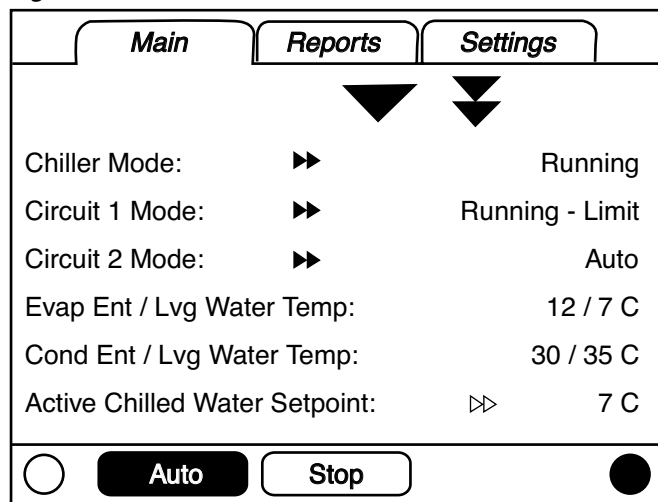 Main Reports Settings
Chiller Mode: Running
Circuit 1 Mode: Running - Limit
Circuit 2 Mode: Auto
Evap Ent / Lvg Water Temp: 12 / 7 C
Cond Ent / Lvg Water Temp: 30 / 35 C
Active Chilled Water Setpoint: 7 C
Auto Stop